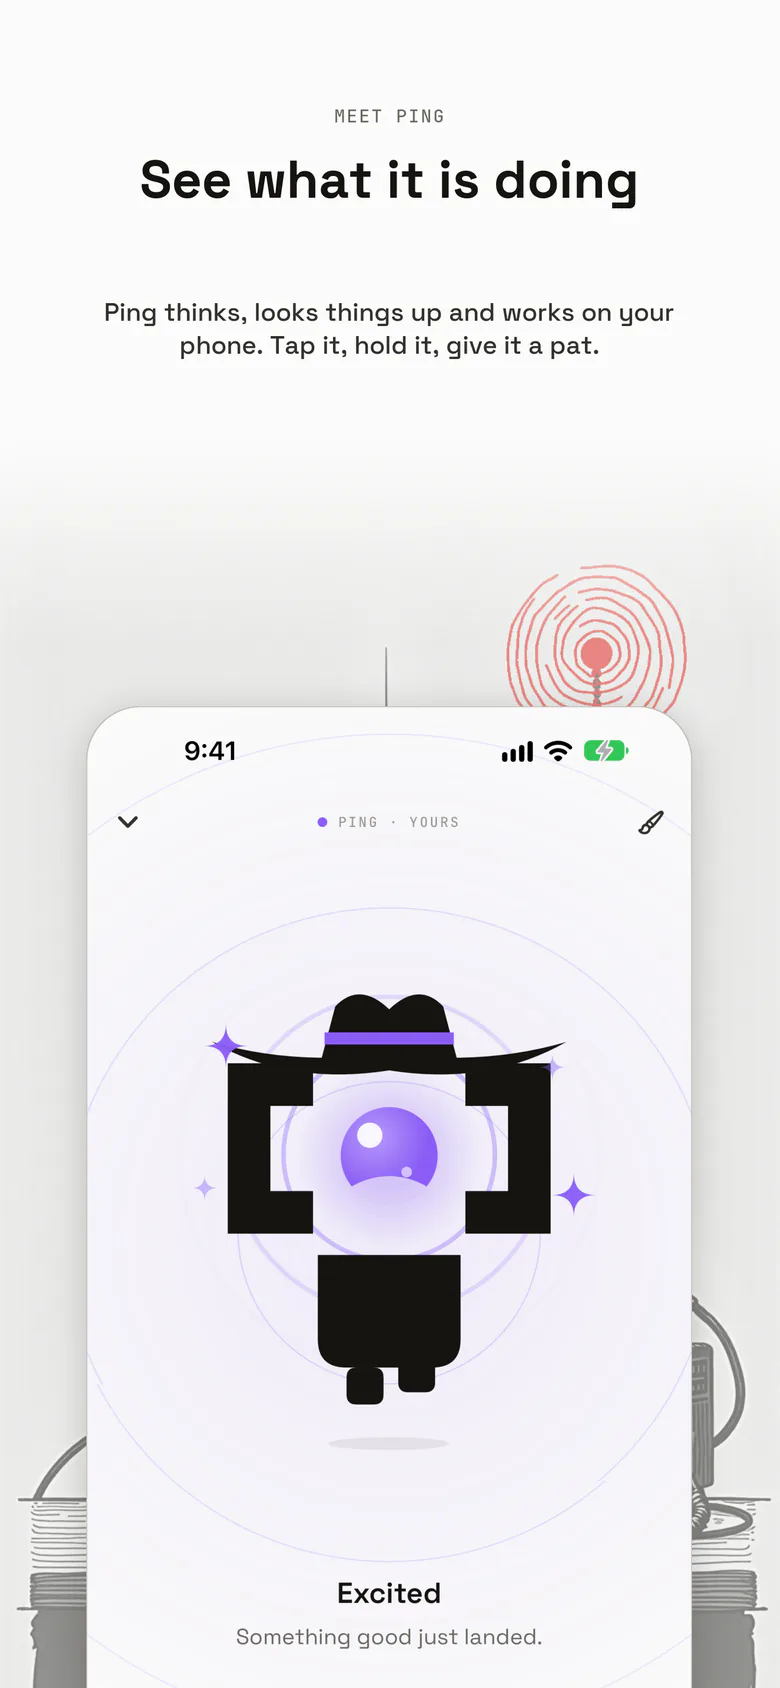 MEET PING
See what it is doing
Ping thinks, looks things up and works on your
phone. Tap it, hold it, give it a pat.
9:41
PING · YOURS
Excited
Something good just landed.